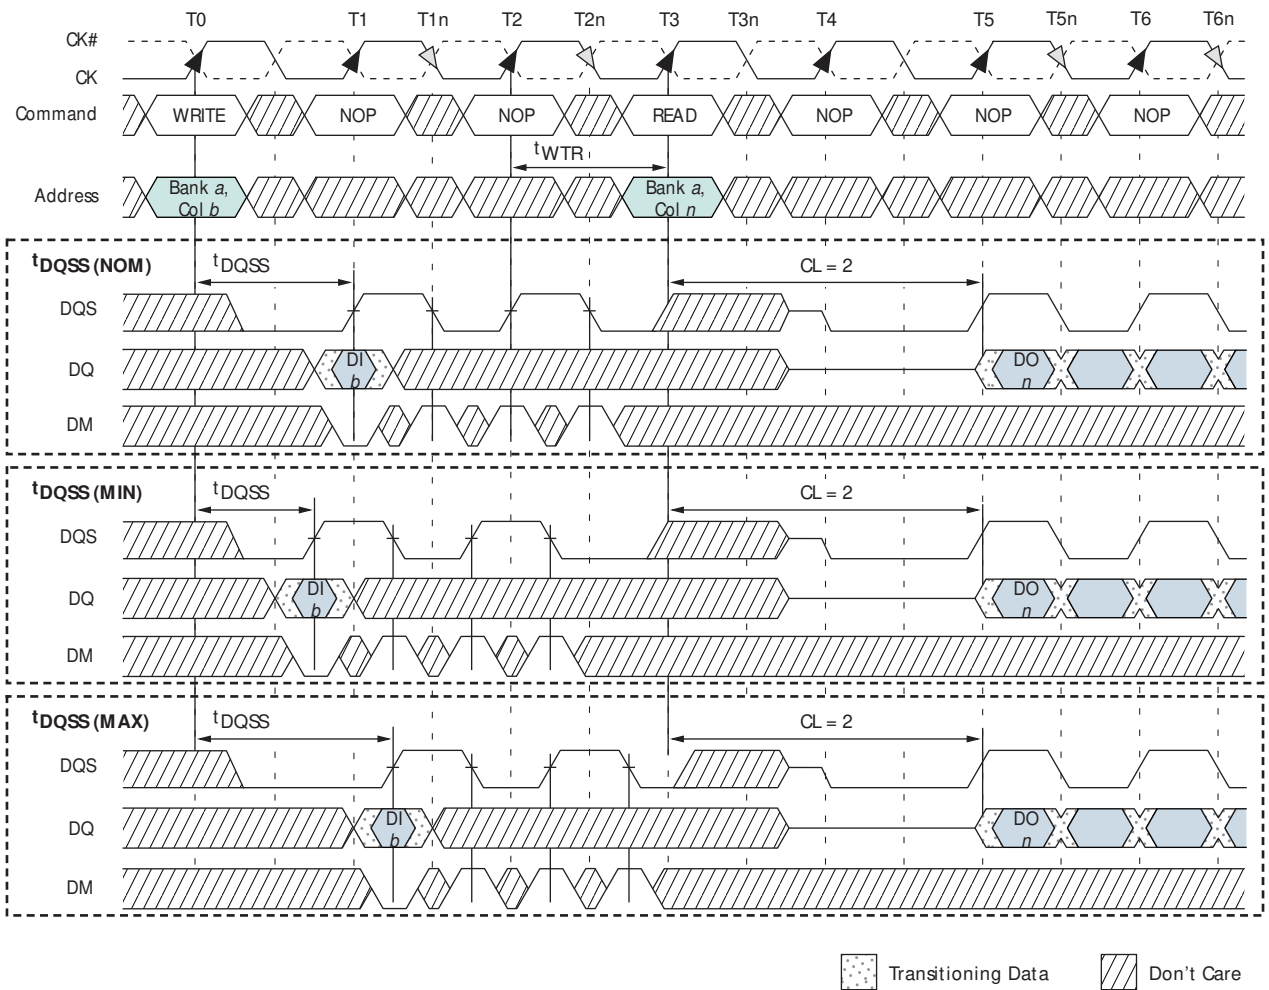 T0 T1 T1n T2 T2n T3 T3n T4 T5 T5n T6 T6n
CK#
CK
Command WRITE NOP NOP READ NOP NOP NOP
tWTR
Address Bank a, Col b Bank a, Col n
tDQSS (NOM) tDQSS CL = 2
DQS
DQ DI b DO n
DM
tDQSS (MIN) tDQSS CL = 2
DQS
DQ DI b DO n
DM
tDQSS (MAX) tDQSS CL = 2
DQS
DQ DI b DO n
DM
Transitioning Data Don't Care